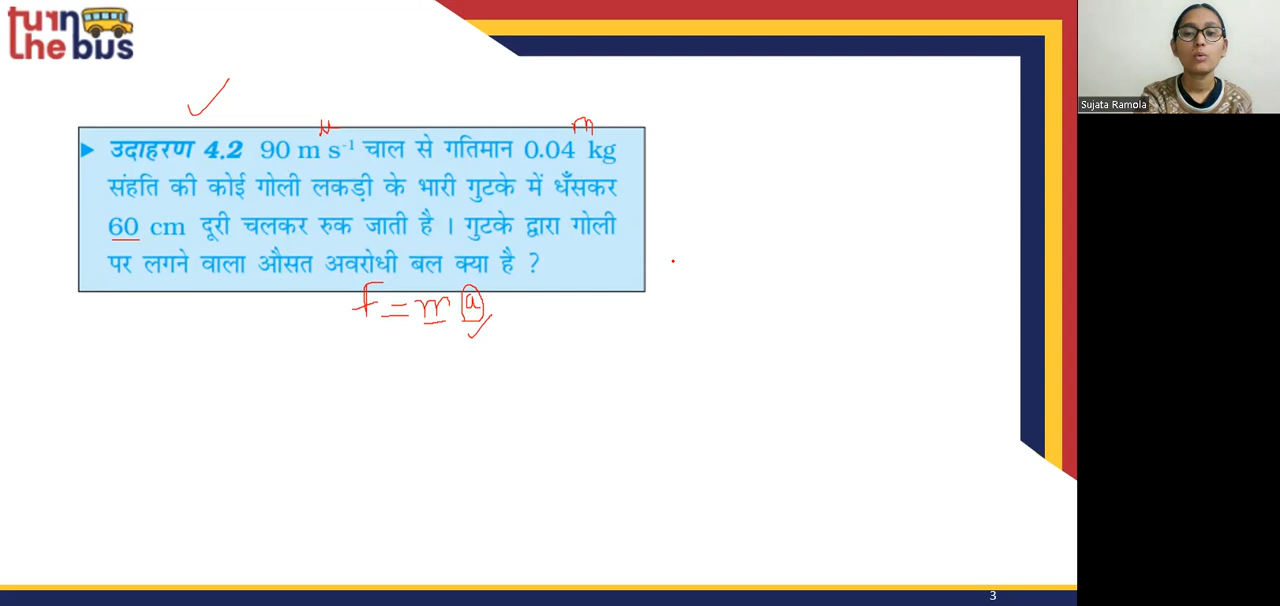 turn
the bus
u
m
▶ उदाहरण 4.2 90 m s⁻¹ चाल से गतिमान 0.04 kg
संहति की कोई गोली लकड़ी के भारी गुटके में धँसकर
60 cm दूरी चलकर रुक जाती है । गुटके द्वारा गोली
पर लगने वाला औसत अवरोधी बल क्या है ?
F = m a
Sujata Ramola
3